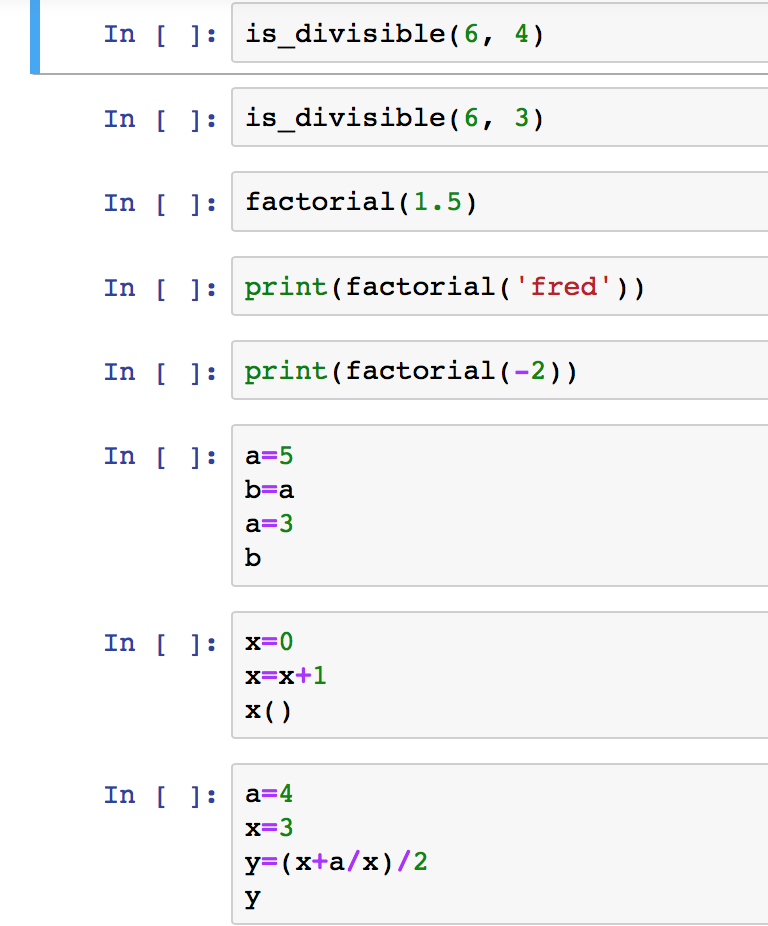 In [ ]: is_divisible(6, 4)
In [ ]: is_divisible(6, 3)
In [ ]: factorial(1.5)
In [ ]: print(factorial('fred'))
In [ ]: print(factorial(-2))
In [ ]: a=5
b=a
a=3
b
In [ ]: x=0
x=x+1
x()
In [ ]: a=4
x=3
y=(x+a/x)/2
y